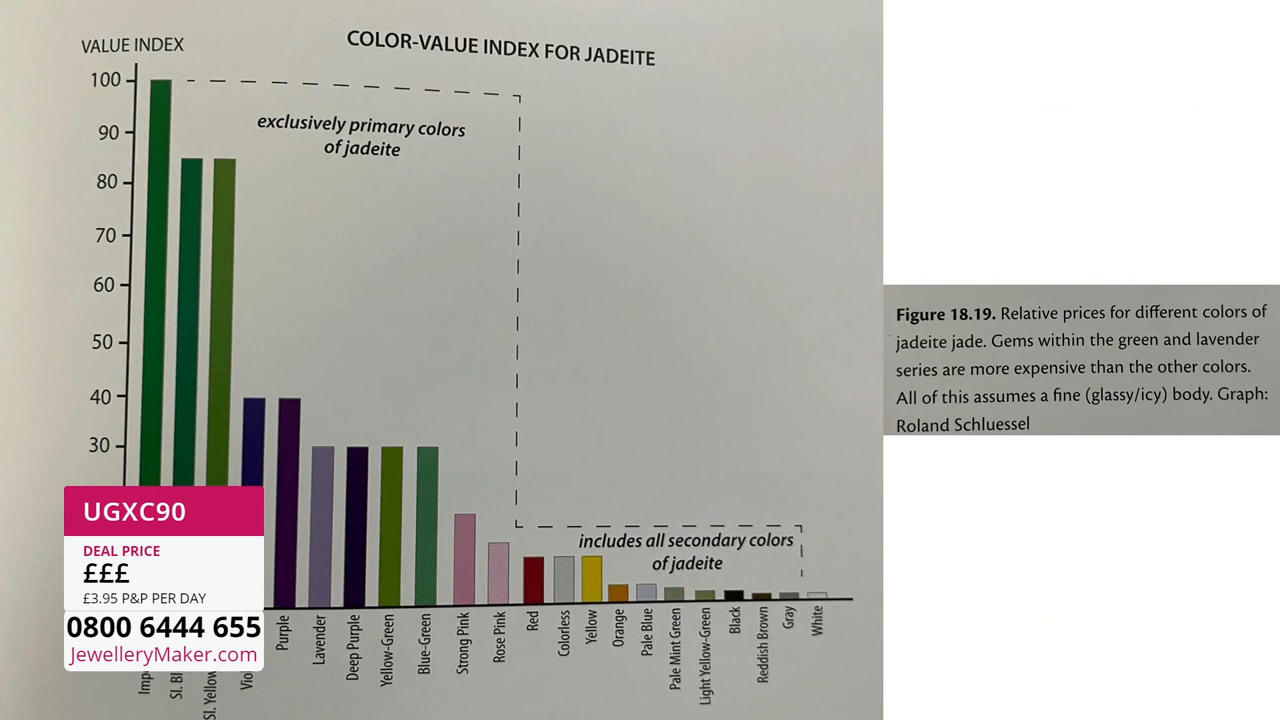 COLOR-VALUE INDEX FOR JADEITE
VALUE INDEX
100
90
80
70
60
50
40
30
exclusively primary colors
of jadeite
includes all secondary colors
of jadeite
Purple
Lavender
Deep Purple
Yellow-Green
Blue-Green
Strong Pink
Rose Pink
Red
Colorless
Yellow
Orange
Pale Blue
Pale Mint Green
Light Yellow-Green
Black
Reddish Brown
Gray
White
UGXC90
DEAL PRICE
£££
£3.95 P&P PER DAY
0800 6444 655
JewelleryMaker.com
Figure 18.19. Relative prices for different colors of
jadeite jade. Gems within the green and lavender
series are more expensive than the other colors.
All of this assumes a fine (glassy/icy) body. Graph:
Roland Schluessel